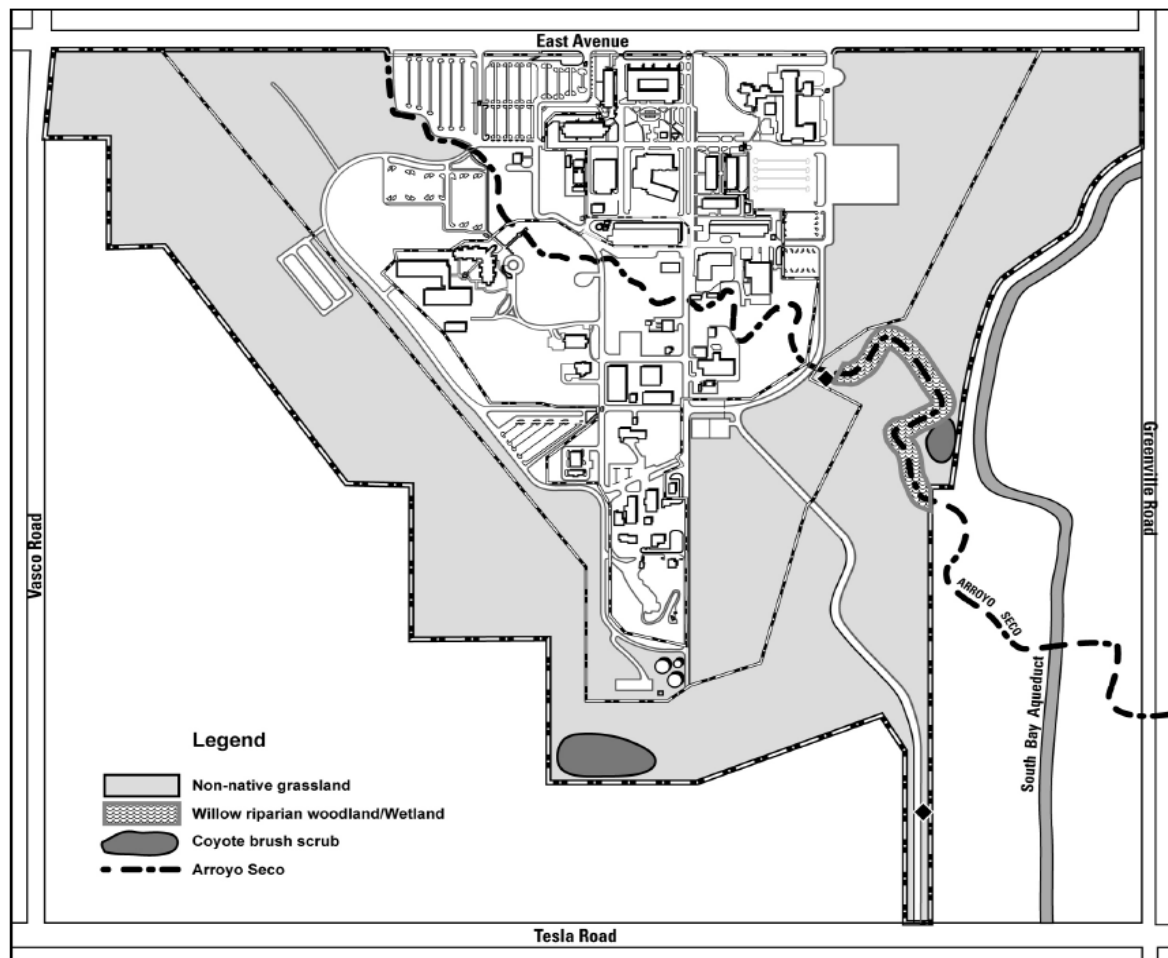 East Avenue
Vasco Road
Greenville Road
ARROYO SECO
South Bay Aqueduct
Legend
Non-native grassland
Willow riparian woodland/Wetland
Coyote brush scrub
Arroyo Seco
Tesla Road